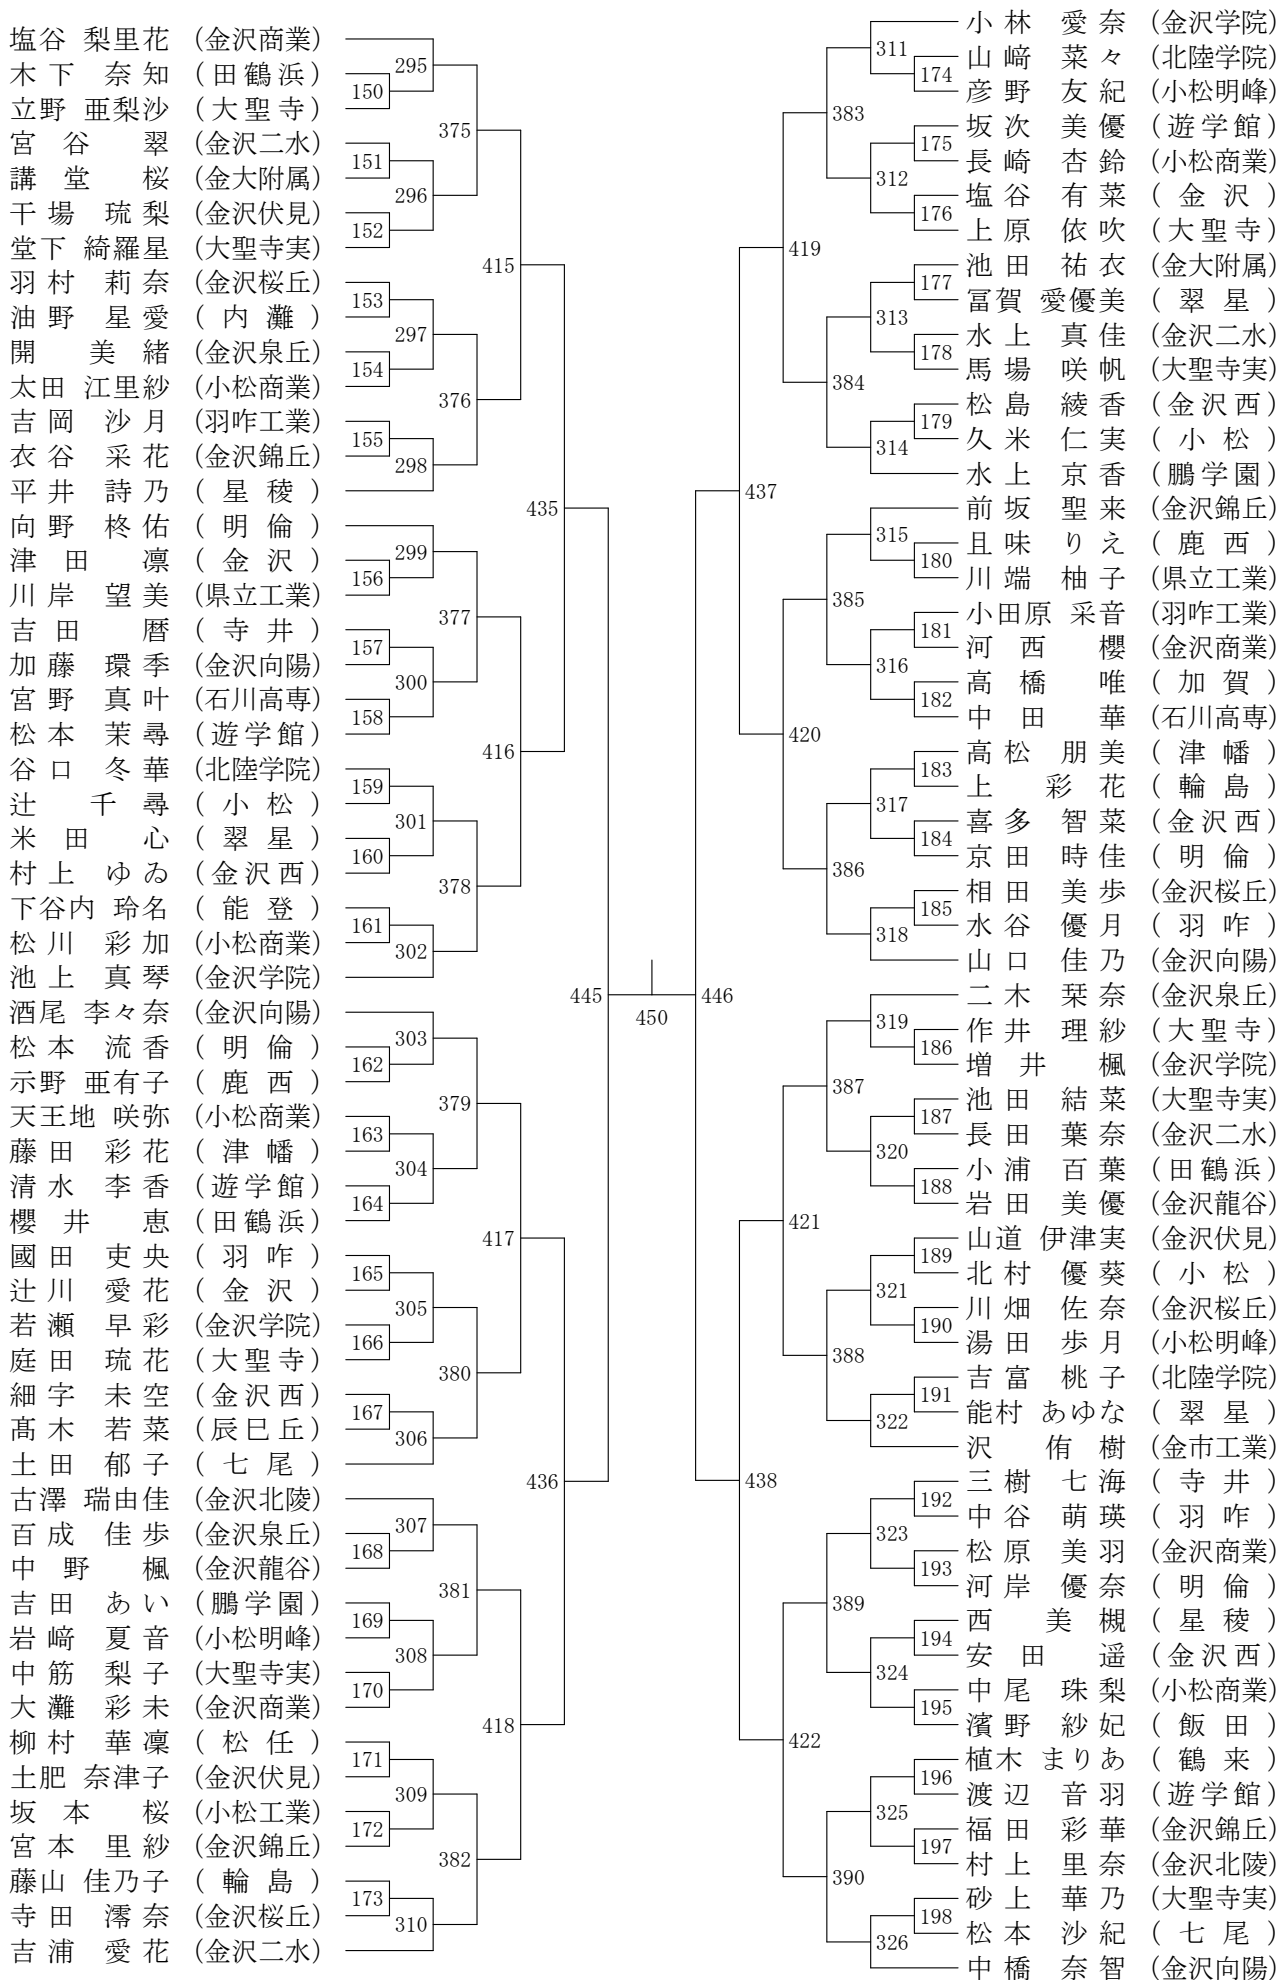 塩谷 梨里花 (金沢商業)
木下 奈知 (田鶴浜)
立野 亜梨沙 (大聖寺)
宮谷 翠 (金沢二水)
講堂 桜 (金大附属)
干場 琉梨 (金沢伏見)
堂下 綺羅星 (大聖寺実)
羽村 莉奈 (金沢桜丘)
油野 星愛 (内灘)
開 美緒 (金沢泉丘)
太田 江里紗 (小松商業)
吉岡 沙月 (羽咋工業)
衣谷 采花 (金沢錦丘)
平井 詩乃 (星稜)
向野 柊佑 (明倫)
津田 凛 (金沢)
川岸 望美 (県立工業)
吉田 暦 (寺井)
加藤 環季 (金沢向陽)
宮野 真叶 (石川高専)
松本 茉尋 (遊学館)
谷口 冬華 (北陸学院)
辻 千尋 (小松)
米田 心 (翠星)
村上 ゆゐ (金沢西)
下谷内 玲名 (能登)
松川 彩加 (小松商業)
池上 真琴 (金沢学院)
酒尾 李々奈 (金沢向陽)
松本 流香 (明倫)
示野 亜有子 (鹿西)
天王地 咲弥 (小松商業)
藤田 彩花 (津幡)
清水 李香 (遊学館)
櫻井 恵 (田鶴浜)
國田 吏央 (羽咋)
辻川 愛花 (金沢)
若瀬 早彩 (金沢学院)
庭田 琉花 (大聖寺)
細字 未空 (金沢西)
髙木 若菜 (辰巳丘)
土田 郁子 (七尾)
古澤 瑞由佳 (金沢北陵)
百成 佳歩 (金沢泉丘)
中野 楓 (金沢龍谷)
吉田 あい (鵬学園)
岩﨑 夏音 (小松明峰)
中筋 梨子 (大聖寺実)
大灘 彩未 (金沢商業)
柳村 華凜 (松任)
土肥 奈津子 (金沢伏見)
坂本 桜 (小松工業)
宮本 里紗 (金沢錦丘)
藤山 佳乃子 (輪島)
寺田 澪奈 (金沢桜丘)
吉浦 愛花 (金沢二水)
150
151
152
153
154
155
156
157
158
159
160
161
162
163
164
165
166
167
168
169
170
171
172
173
295
296
297
298
299
300
301
302
303
304
305
306
307
308
309
310
375
376
377
378
379
380
381
382
415
416
417
418
435
436
445
450
446
437
438
419
420
421
422
383
384
385
386
387
388
389
390
311
312
313
314
315
316
317
318
319
320
321
322
323
324
325
326
174
175
176
177
178
179
180
181
182
183
184
185
186
187
188
189
190
191
192
193
194
195
196
197
198
小林 愛奈 (金沢学院)
山﨑 菜々 (北陸学院)
彦野 友紀 (小松明峰)
坂次 美優 (遊学館)
長崎 杏鈴 (小松商業)
塩谷 有菜 (金沢)
上原 依吹 (大聖寺)
池田 祐衣 (金大附属)
冨賀 愛優美 (翠星)
水上 真佳 (金沢二水)
馬場 咲帆 (大聖寺実)
松島 綾香 (金沢西)
久米 仁実 (小松)
水上 京香 (鵬学園)
前坂 聖来 (金沢錦丘)
且味 りえ (鹿西)
川端 柚子 (県立工業)
小田原 采音 (羽咋工業)
河西 櫻 (金沢商業)
高橋 唯 (加賀)
中田 華 (石川高専)
高松 朋美 (津幡)
上 彩花 (輪島)
喜多 智菜 (金沢西)
京田 時佳 (明倫)
相田 美歩 (金沢桜丘)
水谷 優月 (羽咋)
山口 佳乃 (金沢向陽)
二木 栞奈 (金沢泉丘)
作井 理紗 (大聖寺)
増井 楓 (金沢学院)
池田 結菜 (大聖寺実)
長田 葉奈 (金沢二水)
小浦 百葉 (田鶴浜)
岩田 美優 (金沢龍谷)
山道 伊津実 (金沢伏見)
北村 優葵 (小松)
川畑 佐奈 (金沢桜丘)
湯田 歩月 (小松明峰)
吉富 桃子 (北陸学院)
能村 あゆな (翠星)
沢 侑樹 (金市工業)
三樹 七海 (寺井)
中谷 萌瑛 (羽咋)
松原 美羽 (金沢商業)
河岸 優奈 (明倫)
西 美槻 (星稜)
安田 遥 (金沢西)
中尾 珠梨 (小松商業)
濱野 紗妃 (飯田)
植木 まりあ (鶴来)
渡辺 音羽 (遊学館)
福田 彩華 (金沢錦丘)
村上 里奈 (金沢北陵)
砂上 華乃 (大聖寺実)
松本 沙紀 (七尾)
中橋 奈智 (金沢向陽)